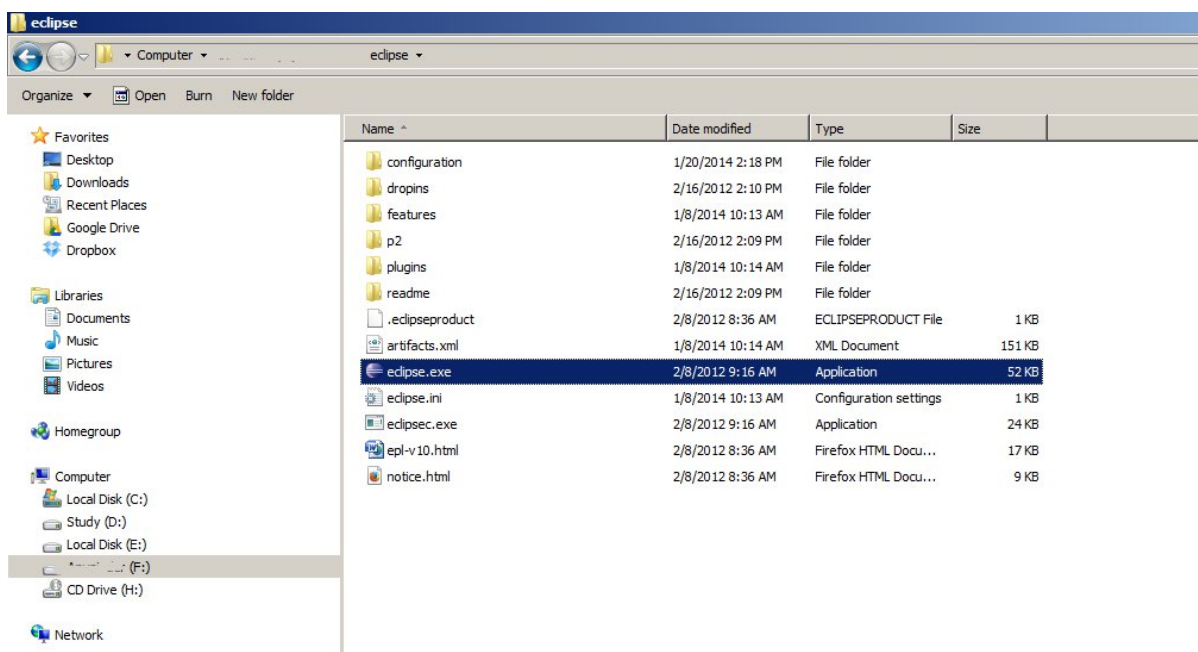 eclipse
Computer eclipse
Organize Open Burn New folder
Favorites
Desktop
Downloads
Recent Places
Google Drive
Dropbox
Libraries
Documents
Music
Pictures
Videos
Homegroup
Computer
Local Disk (C:)
Study (D:)
Local Disk (E:)
(F:)
CD Drive (H:)
Network
Name Date modified Type Size
configuration 1/20/2014 2:18 PM File folder
dropins 2/16/2012 2:10 PM File folder
features 1/8/2014 10:13 AM File folder
p2 2/16/2012 2:09 PM File folder
plugins 1/8/2014 10:14 AM File folder
readme 2/16/2012 2:09 PM File folder
.eclipseproduct 2/8/2012 8:36 AM ECLIPSEPRODUCT File 1 KB
artifacts.xml 1/8/2014 10:14 AM XML Document 151 KB
eclipse.exe 2/8/2012 9:16 AM Application 52 KB
eclipse.ini 1/8/2014 10:13 AM Configuration settings 1 KB
eclipsec.exe 2/8/2012 9:16 AM Application 24 KB
epl-v10.html 2/8/2012 8:36 AM Firefox HTML Docu... 17 KB
notice.html 2/8/2012 8:36 AM Firefox HTML Docu... 9 KB